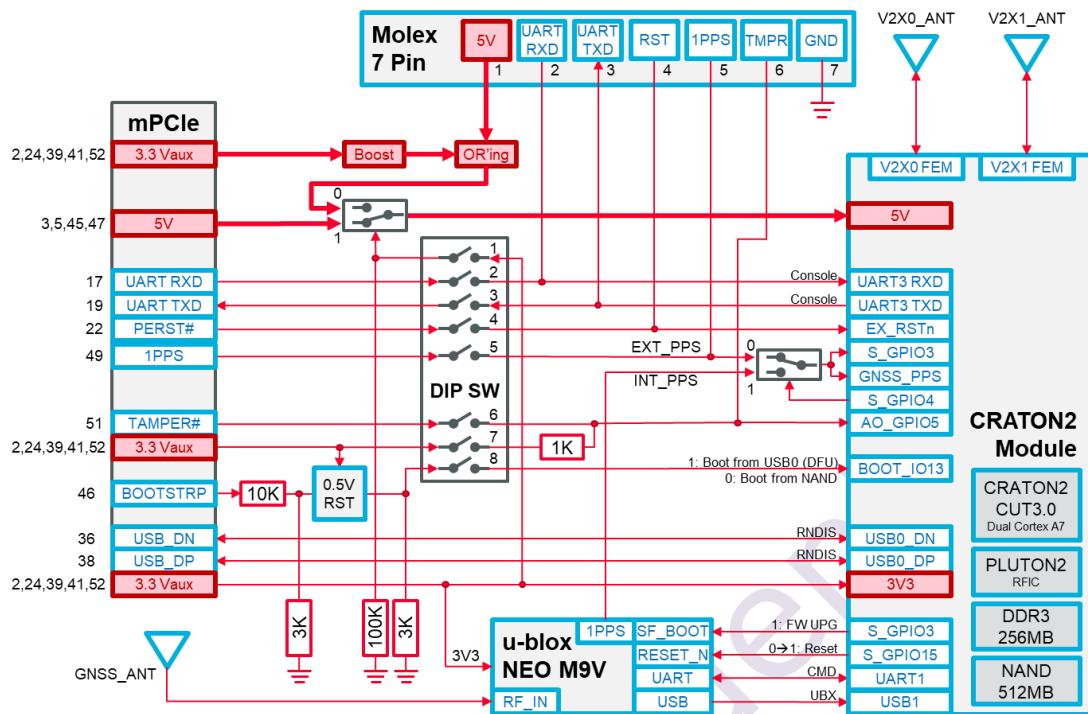 V2X0_ANT
V2X1_ANT
Molex
7 Pin
5V
UART
RXD
UART
TXD
RST
1PPS
TMPR
GND
1
2
3
4
5
6
7
mPCIe
2,24,39,41,52
3.3 Vaux
Boost
OR'ing
V2X0 FEM
V2X1 FEM
0
1
3,5,45,47
5V
5V
1
17
UART RXD
2
Console
UART3 RXD
19
UART TXD
3
Console
UART3 TXD
22
PERST#
4
EX_RSTn
49
1PPS
5
EXT_PPS
0
S_GPIO3
INT_PPS
1
GNSS_PPS
DIP SW
S_GPIO4
51
TAMPER#
6
AO_GPIO5
CRATON2
Module
2,24,39,41,52
3.3 Vaux
7
1K
8
1: Boot from USB0 (DFU)
0: Boot from NAND
BOOT_IO13
46
BOOTSTRP
10K
0.5V
RST
CRATON2
CUT3.0
Dual Cortex A7
36
USB_DN
RNDIS
USB0_DN
38
USB_DP
RNDIS
USB0_DP
2,24,39,41,52
3.3 Vaux
3V3
PLUTON2
RFIC
3K
100K
3K
DDR3
256MB
u-blox
NEO M9V
1PPS
SF_BOOT
1: FW UPG
S_GPIO3
RESET_N
0→1: Reset
S_GPIO15
3V3
UART
CMD
UART1
NAND
512MB
GNSS_ANT
RF_IN
USB
UBX
USB1